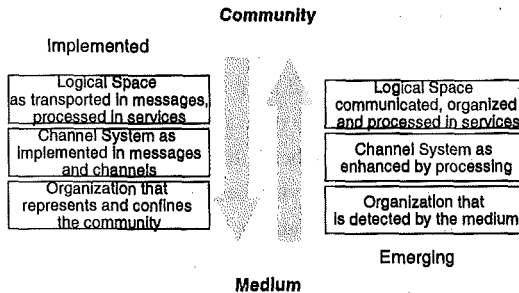 Community
Implemented
Logical Space
as transported in messages,
processed in services
Channel System as
implemented in messages
and channels
Organization that
represents and confines
the community
Logical Space
communicated, organized
and processed in services
Channel System as
enhanced by processing
Organization that
is detected by the medium
Emerging
Medium